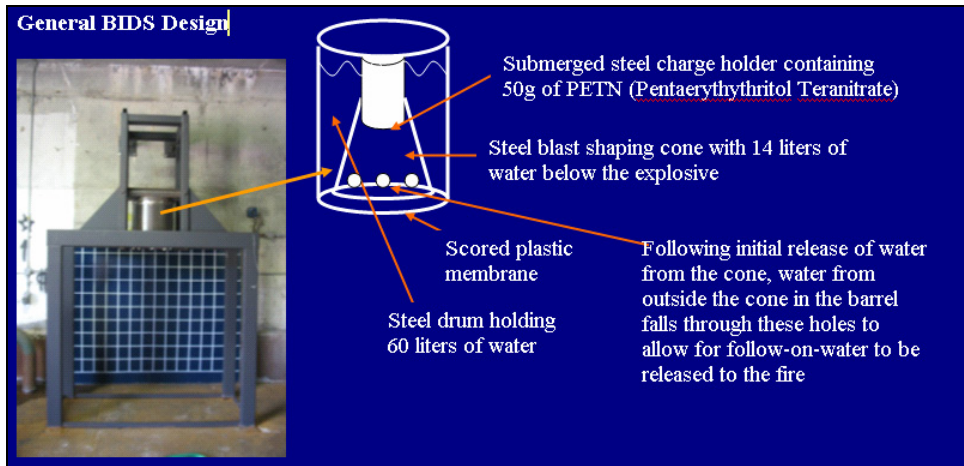 General BIDS Design
Submerged steel charge holder containing
50g of PETN (Pentaerythythritol Teranitrate)
Steel blast shaping cone with 14 liters of
water below the explosive
Scored plastic
membrane
Steel drum holding
60 liters of water
Following initial release of water
from the cone, water from
outside the cone in the barrel
falls through these holes to
allow for follow-on-water to be
released to the fire